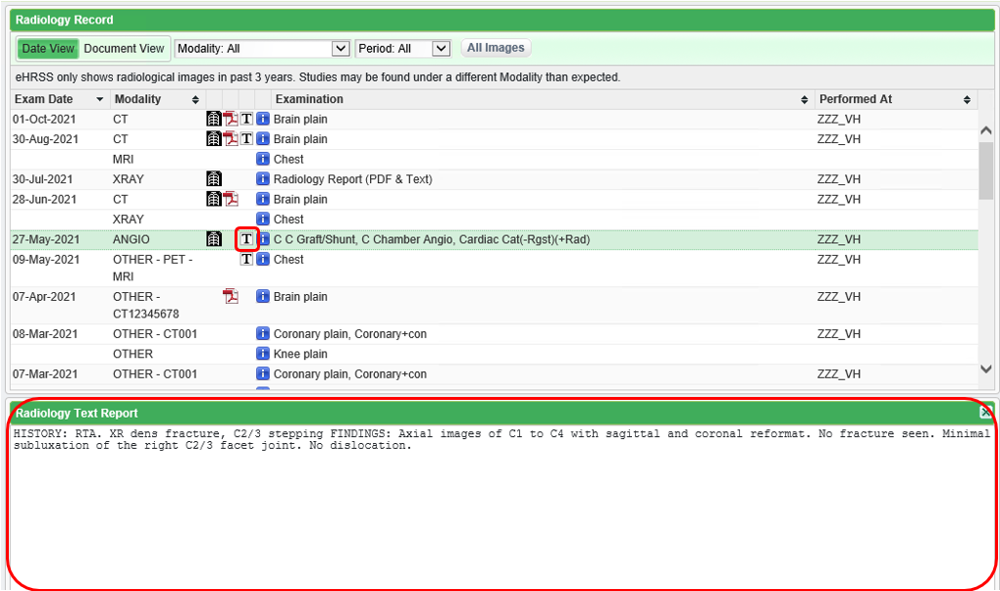 Radiology Record
Date View Document View Modality: All Period: All All Images
eHRSS only shows radiological images in past 3 years. Studies may be found under a different Modality than expected.
Exam Date Modality Examination Performed At
01-Oct-2021 CT T i Brain plain ZZZ_VH
30-Aug-2021 CT T i Brain plain ZZZ_VH
MRI i Chest
30-Jul-2021 XRAY i Radiology Report (PDF & Text) ZZZ_VH
28-Jun-2021 CT i Brain plain ZZZ_VH
XRAY i Chest
27-May-2021 ANGIO T i C C Graft/Shunt, C Chamber Angio, Cardiac Cat(-Rgst)(+Rad) ZZZ_VH
09-May-2021 OTHER - PET - T i Chest ZZZ_VH
MRI
07-Apr-2021 OTHER - i Brain plain ZZZ_VH
CT12345678
08-Mar-2021 OTHER - CT001 i Coronary plain, Coronary+con ZZZ_VH
OTHER i Knee plain
07-Mar-2021 OTHER - CT001 i Coronary plain, Coronary+con ZZZ_VH
Radiology Text Report
HISTORY: RTA. XR dens fracture, C2/3 stepping FINDINGS: Axial images of C1 to C4 with sagittal and coronal reformat. No fracture seen. Minimal
subluxation of the right C2/3 facet joint. No dislocation.